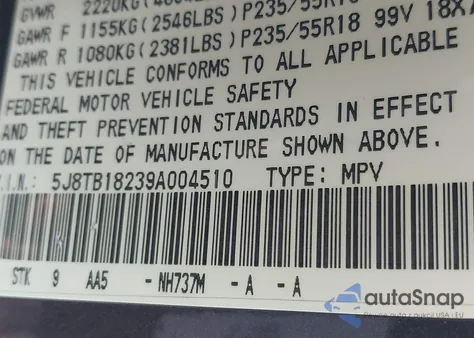 GVWR 2220KG
GAWR F 1155KG(2546LBS)P235/55R18
GAWR R 1080KG(2381LBS)P235/55R18 99V 18X7
THIS VEHICLE CONFORMS TO ALL APPLICABLE
FEDERAL MOTOR VEHICLE SAFETY
AND THEFT PREVENTION STANDARDS IN EFFECT
ON THE DATE OF MANUFACTURE SHOWN ABOVE.
V.I.N.: 5J8TB18239A004510 TYPE: MPV
STK 9 AA5 -NH737M -A -A
autoSnap